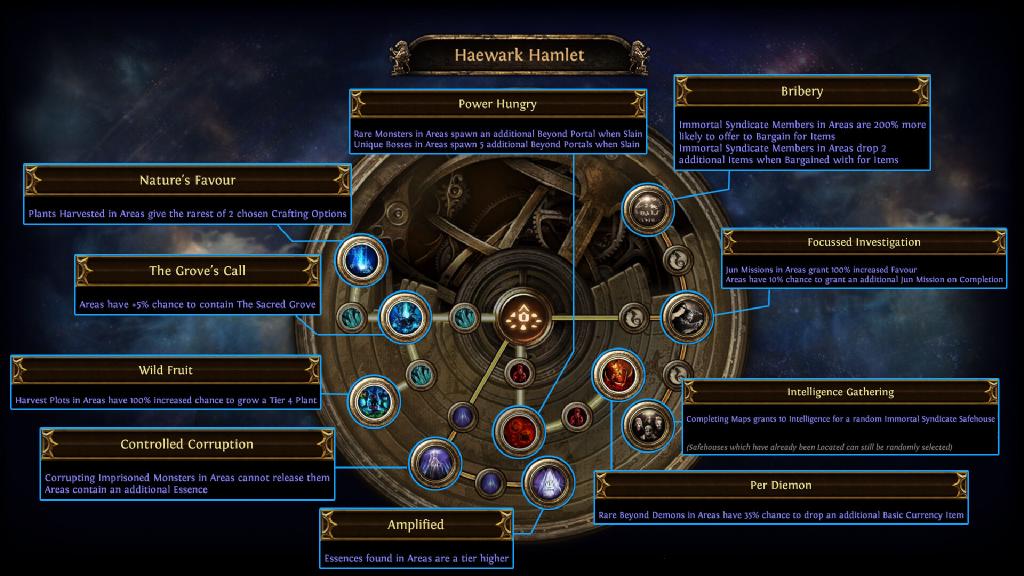 Haewark Hamlet
Power Hungry
Rare Monsters in Areas spawn an additional Beyond Portal when Slain
Unique Bosses in Areas spawn 5 additional Beyond Portals when Slain
Bribery
Immortal Syndicate Members in Areas are 200% more
likely to offer to Bargain for Items
Immortal Syndicate Members in Areas drop 2
additional Items when Bargained with for Items
Nature's Favour
Plants Harvested in Areas give the rarest of 2 chosen Crafting Options
Focussed Investigation
Jun Missions in Areas grant 100% increased Favour
Areas have 10% chance to grant an additional Jun Mission on Completion
The Grove's Call
Areas have +5% chance to contain The Sacred Grove
Wild Fruit
Harvest Plots in Areas have 100% increased chance to grow a Tier 4 Plant
Intelligence Gathering
Completing Maps grants 10 Intelligence for a random Immortal Syndicate Safehouse
(Safehouses which have already been Located can still be randomly selected)
Controlled Corruption
Corrupting Imprisoned Monsters in Areas cannot release them
Areas contain an additional Essence
Per Diemon
Rare Beyond Demons in Areas have 35% chance to drop an additional Basic Currency Item
Amplified
Essences found in Areas are a tier higher